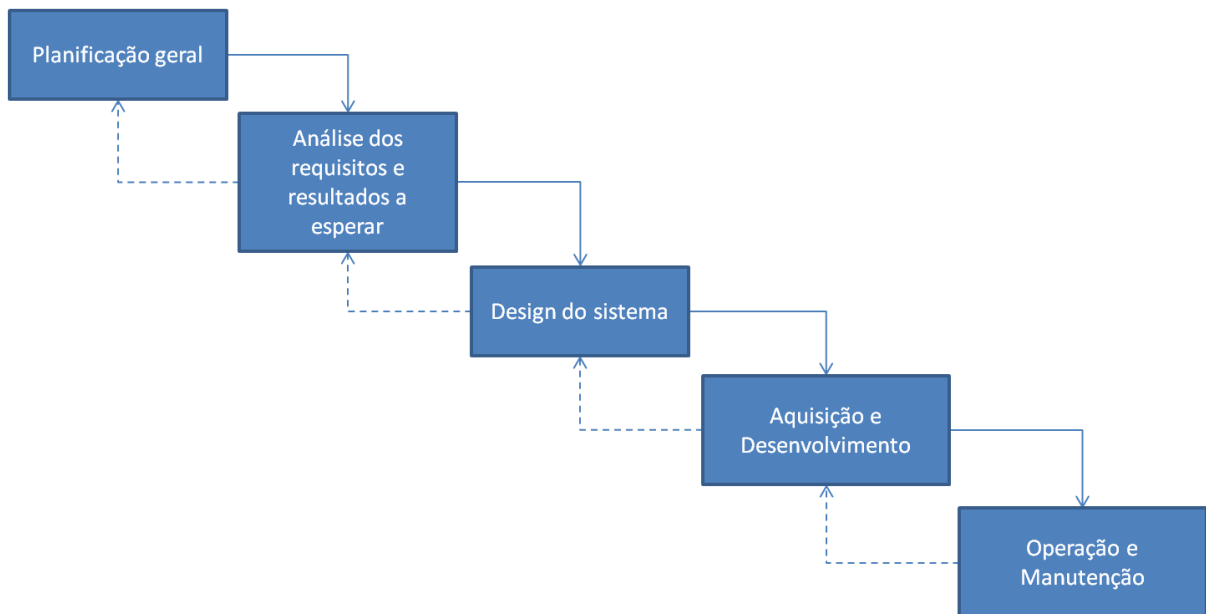 Planificação geral
Análise dos
requisitos e
resultados a
esperar
Design do sistema
Aquisição e
Desenvolvimento
Operação e
Manutenção